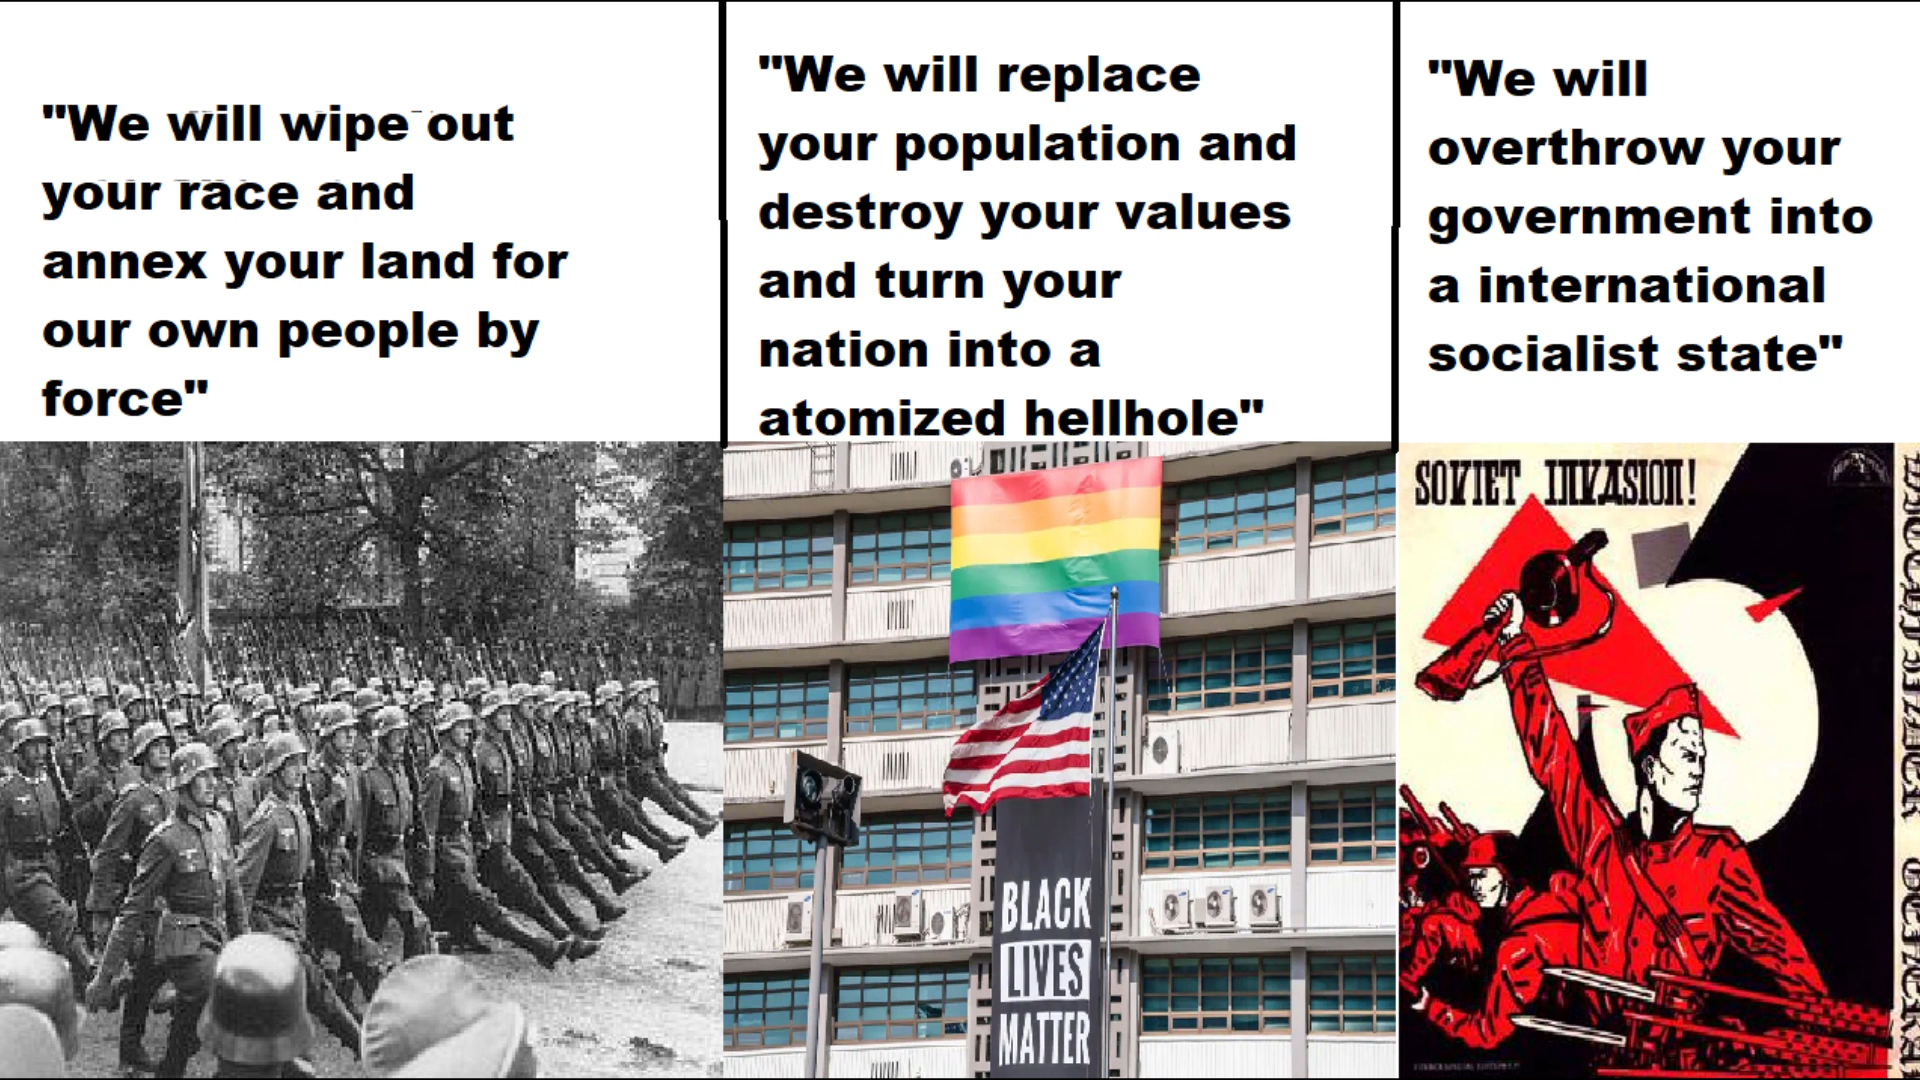 "We will wipe out
your race and
annex your land for
our own people by
force"
"We will replace
your population and
destroy your values
and turn your
nation into a
atomized hellhole"
"We will
overthrow your
government into
a international
socialist state"
BLACK
LIVES
MATTER
SOVIET INVASION!